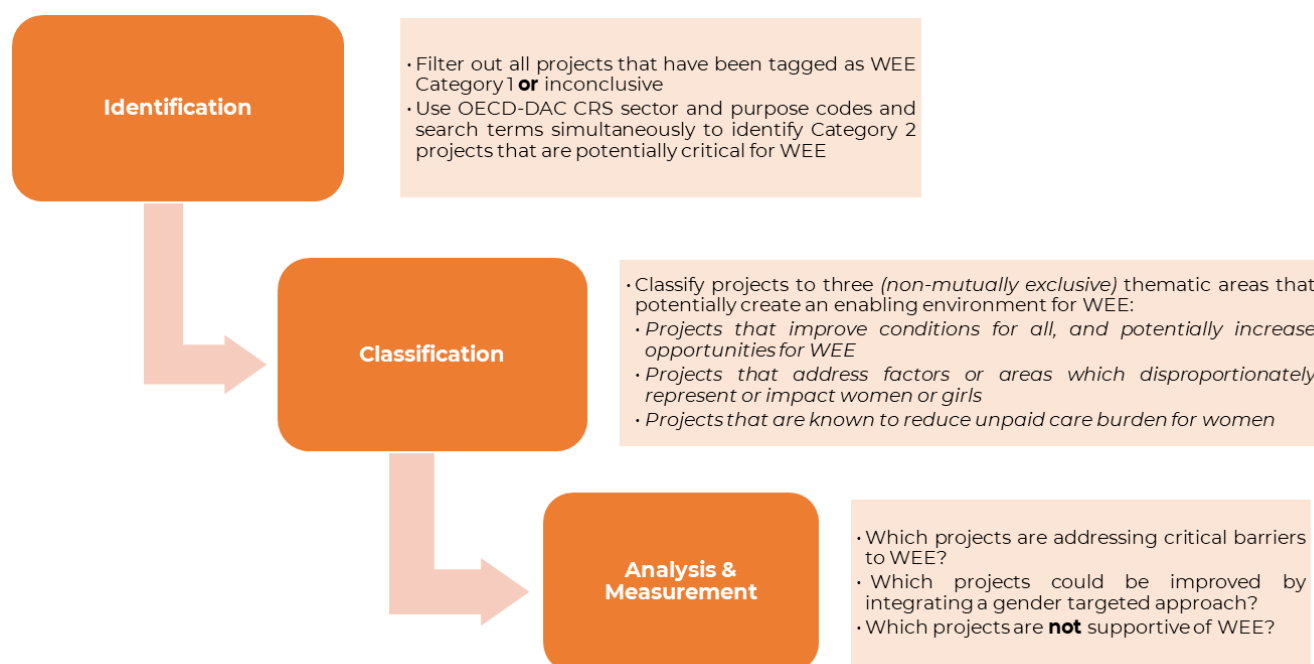 Identification
· Filter out all projects that have been tagged as WEE
Category 1 or inconclusive
· Use OECD-DAC CRS sector and purpose codes and
search terms simultaneously to identify Category 2
projects that are potentially critical for WEE
Classification
· Classify projects to three (non-mutually exclusive) thematic areas that
potentially create an enabling environment for WEE:
· Projects that improve conditions for all, and potentially increase
opportunities for WEE
· Projects that address factors or areas which disproportionately
represent or impact women or girls
· Projects that are known to reduce unpaid care burden for women
Analysis &
Measurement
· Which projects are addressing critical barriers
to WEE?
· Which projects could be improved by
integrating a gender targeted approach?
· Which projects are not supportive of WEE?